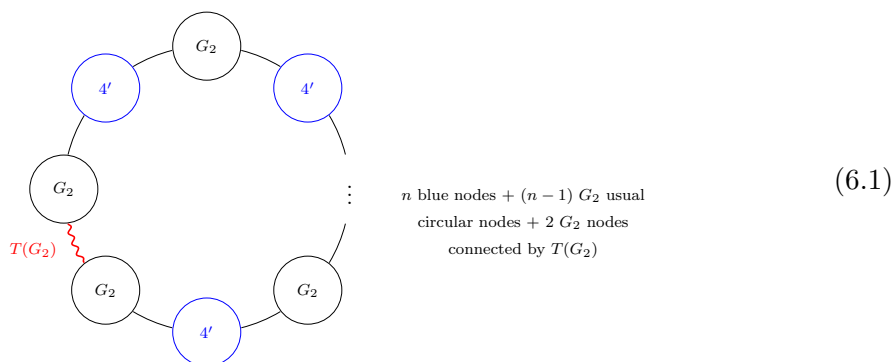 G₂
4′
4′
G₂
T(G₂)
G₂
4′
G₂
⋮
n blue nodes + (n − 1) G₂ usual
circular nodes + 2 G₂ nodes
connected by T(G₂)
(6.1)